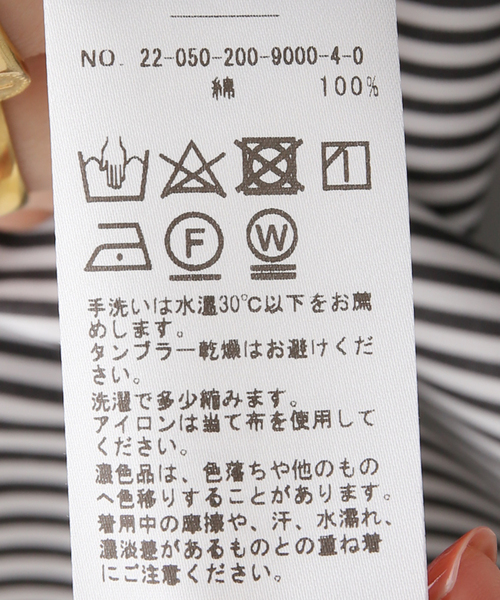 NO. 22-050-200-9000-4-0
綿 100%
F W
手洗いは水温30℃以下をお薦
めします。
タンブラー乾燥はお避けくだ
さい。
洗濯で多少縮みます。
アイロンは当て布を使用して
ください。
濃色品は、色落ちや他のもの
へ色移りすることがあります。
着用中の摩擦や、汗、水濡れ、
濃淡差があるものとの重ね着
にご注意ください。